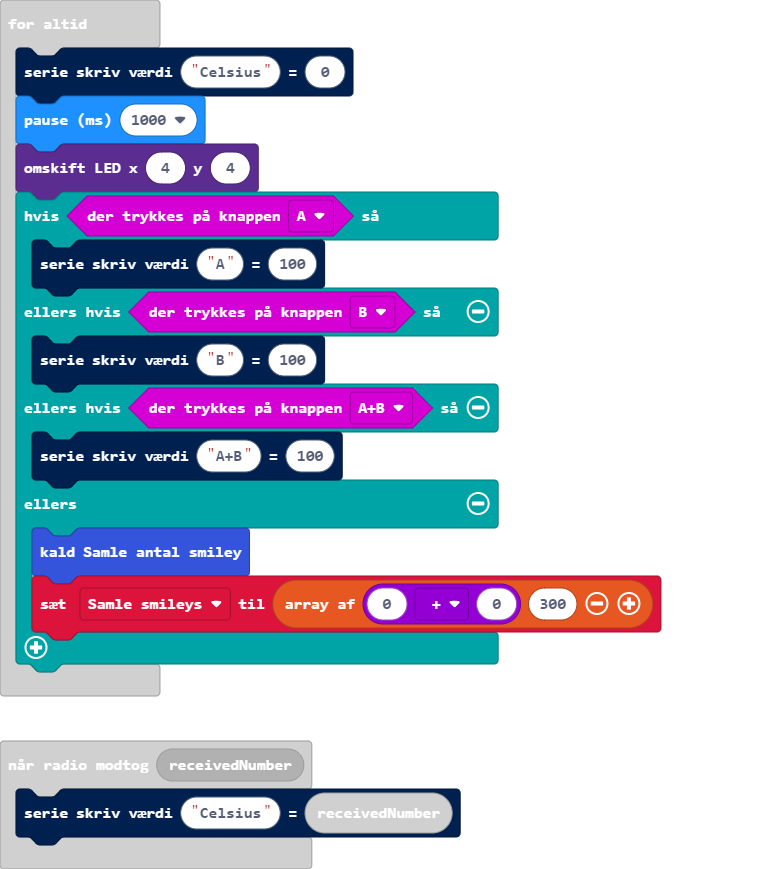 for altid
serie skriv værdi "Celsius" = 0
pause (ms) 1000
omskift LED x 4 y 4
hvis der trykkes på knappen A så
serie skriv værdi "A" = 100
ellers hvis der trykkes på knappen B så
serie skriv værdi "B" = 100
ellers hvis der trykkes på knappen A+B så
serie skriv værdi "A+B" = 100
ellers
kald Samle antal smiley
sæt Samle smileys til array af 0 + 0 300
når radio modtog receivedNumber
serie skriv værdi "Celsius" = receivedNumber